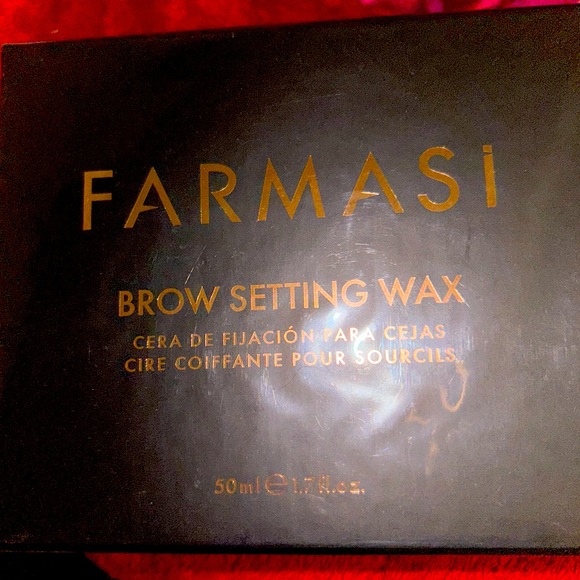 FARMASi
BROW SETTING WAX
CERA DE FIJACIÓN PARA CEJAS
CIRE COIFFANTE POUR SOURCILS
50ml ℮ 1.7 fl.oz.